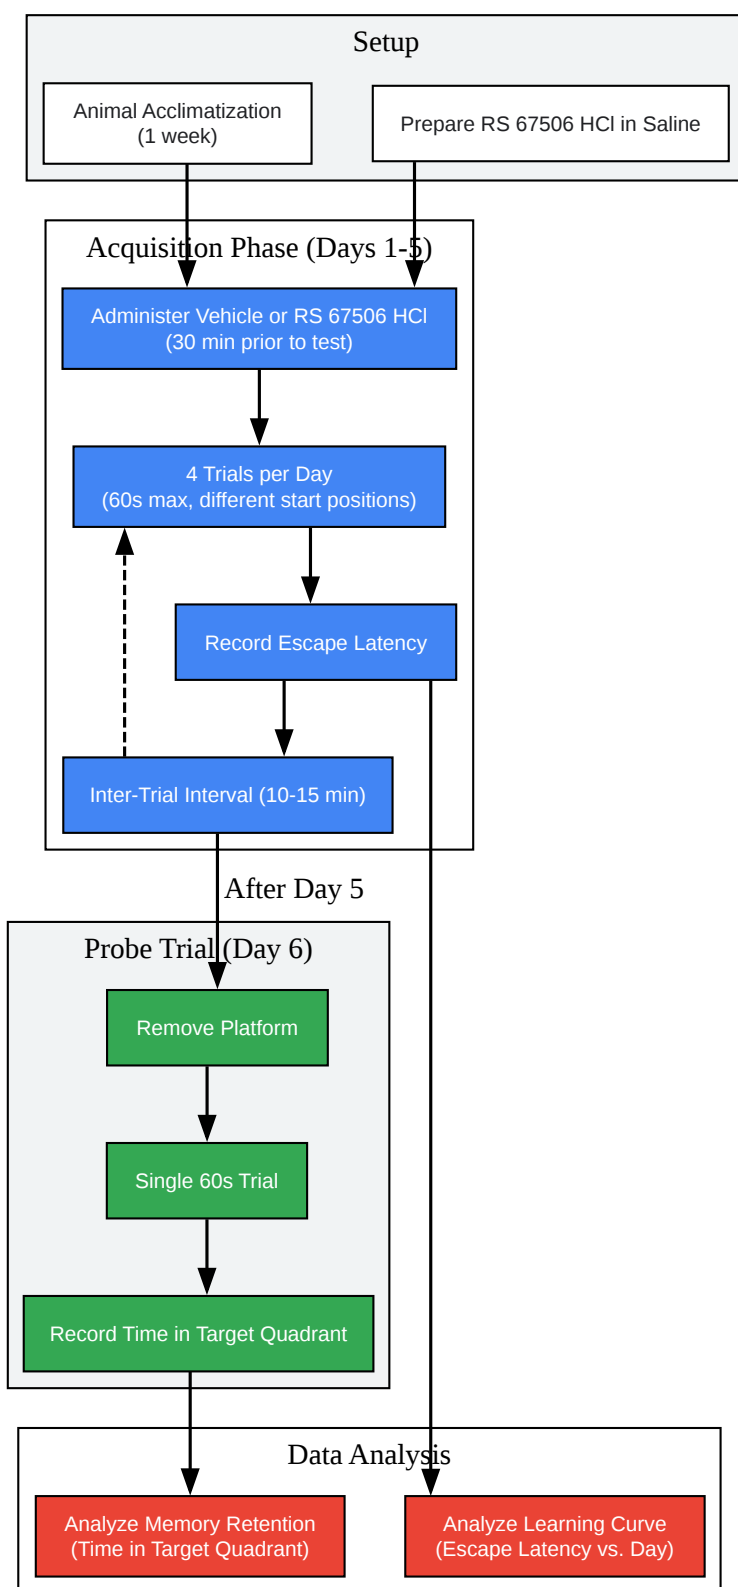 Setup
Animal Acclimatization
(1 week)
Prepare RS 67506 HCl in Saline
Acquisition Phase (Days 1-5)
Administer Vehicle or RS 67506 HCl
(30 min prior to test)
4 Trials per Day
(60s max, different start positions)
Record Escape Latency
Inter-Trial Interval (10-15 min)
After Day 5
Probe Trial (Day 6)
Remove Platform
Single 60s Trial
Record Time in Target Quadrant
Data Analysis
Analyze Memory Retention
(Time in Target Quadrant)
Analyze Learning Curve
(Escape Latency vs. Day)